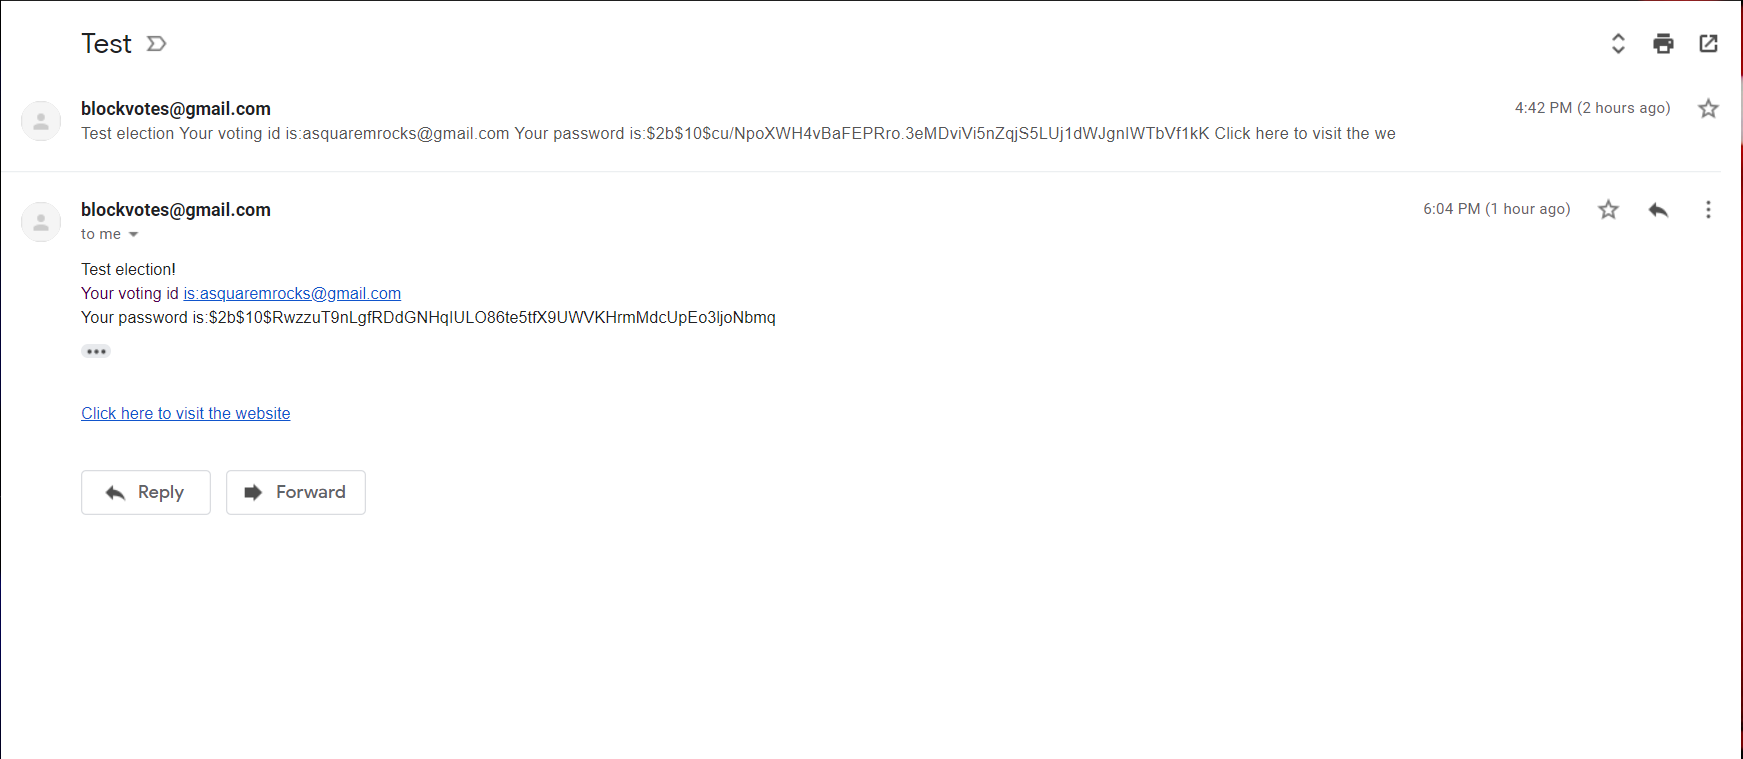 Test
blockvotes@gmail.com
4:42 PM (2 hours ago)
Test election Your voting id is:asquaremrocks@gmail.com Your password is:$2b$10$cu/NpoXWH4vBaFEPRro.3eMDviVi5nZqjS5LUj1dWJgnIWTbVf1kK Click here to visit the we
blockvotes@gmail.com
6:04 PM (1 hour ago)
to me
Test election!
Your voting id is:asquaremrocks@gmail.com
Your password is:$2b$10$RwzzuT9nLgfRDdGNHqIULO86te5tfX9UWVKHrmMdcUpEo3ljoNbmq
Click here to visit the website
Reply
Forward